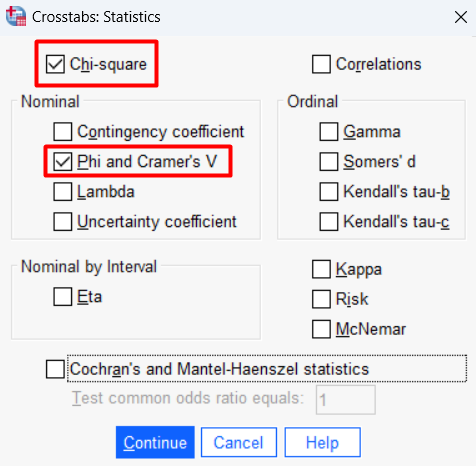 Crosstabs: Statistics
Chi-square
Correlations
Nominal
Contingency coefficient
Phi and Cramer's V
Lambda
Uncertainty coefficient
Ordinal
Gamma
Somers' d
Kendall's tau-b
Kendall's tau-c
Nominal by Interval
Eta
Kappa
Risk
McNemar
Cochran's and Mantel-Haenszel statistics
Test common odds ratio equals: 1
Continue Cancel Help